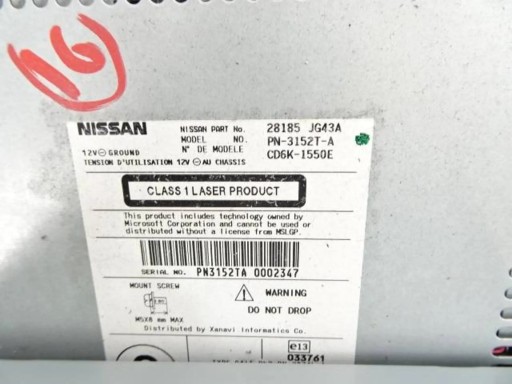 16
NISSAN NISSAN PART No. 28185 JG43A
MODEL NO. PN-3152T-A
12V⊖GROUND N° DE MODELE CD6K-1550E
TENSION D'UTILISATION 12V⊖AU CHASSIS
CLASS 1 LASER PRODUCT
This product includes technology owned by
Microsoft Corporation and cannot be used or
distributed without a license from MSLGP.
SERIAL NO. PN3152TA 0002347
MOUNT SCREW
WARNING
DO NOT DROP
M5X8 mm MAX
Distributed by Xanavi Informatics Co.
e13
033761